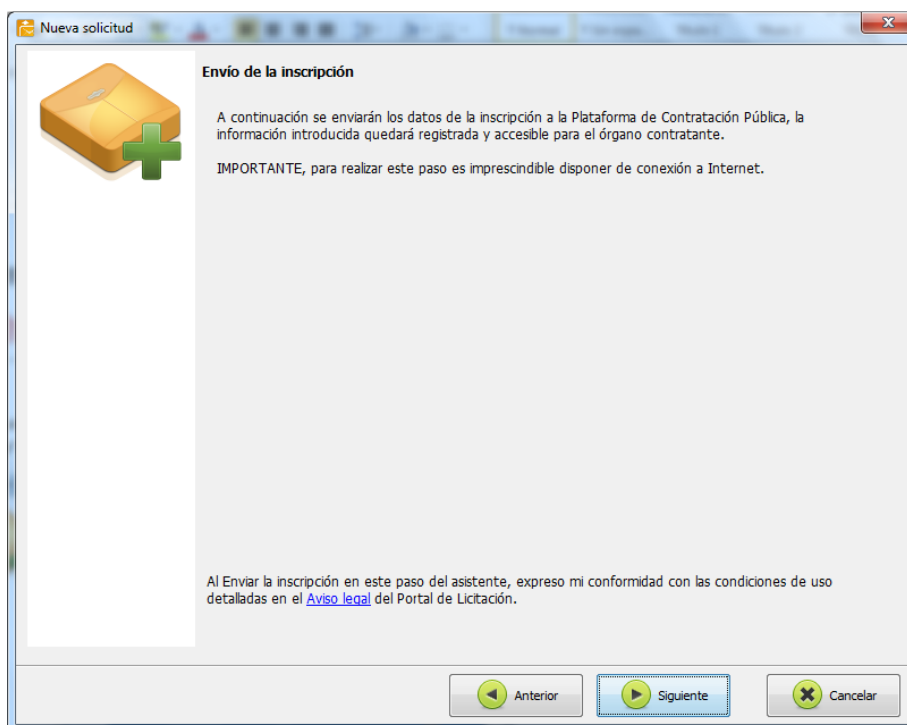 Nueva solicitud
Envío de la inscripción
A continuación se enviarán los datos de la inscripción a la Plataforma de Contratación Pública, la
información introducida quedará registrada y accesible para el órgano contratante.
IMPORTANTE, para realizar este paso es imprescindible disponer de conexión a Internet.
Al Enviar la inscripción en este paso del asistente, expreso mi conformidad con las condiciones de uso
detalladas en el Aviso legal del Portal de Licitación.
Anterior
Siguiente
Cancelar